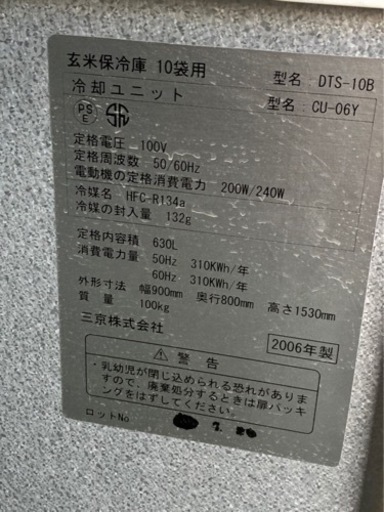 玄米保冷庫 10袋用 型名: DTS-10B
冷却ユニット 型名: CU-06Y
PS E
定格電圧 100V
定格周波数 50/60Hz
電動機の定格消費電力 200W/240W
冷媒名 HFC-R134a
冷媒の封入量 132g
定格内容積 630L
消費電力量 50Hz 310KWh/年
60Hz 310KWh/年
外形寸法 幅900mm 奥行800mm 高さ1530mm
質量 100kg
三京株式会社 2006年製
⚠警告
・乳幼児が閉じ込められる恐れがありま
すので、廃棄処分するときは扉パッキ
ングをはずしてください。
ロットNo